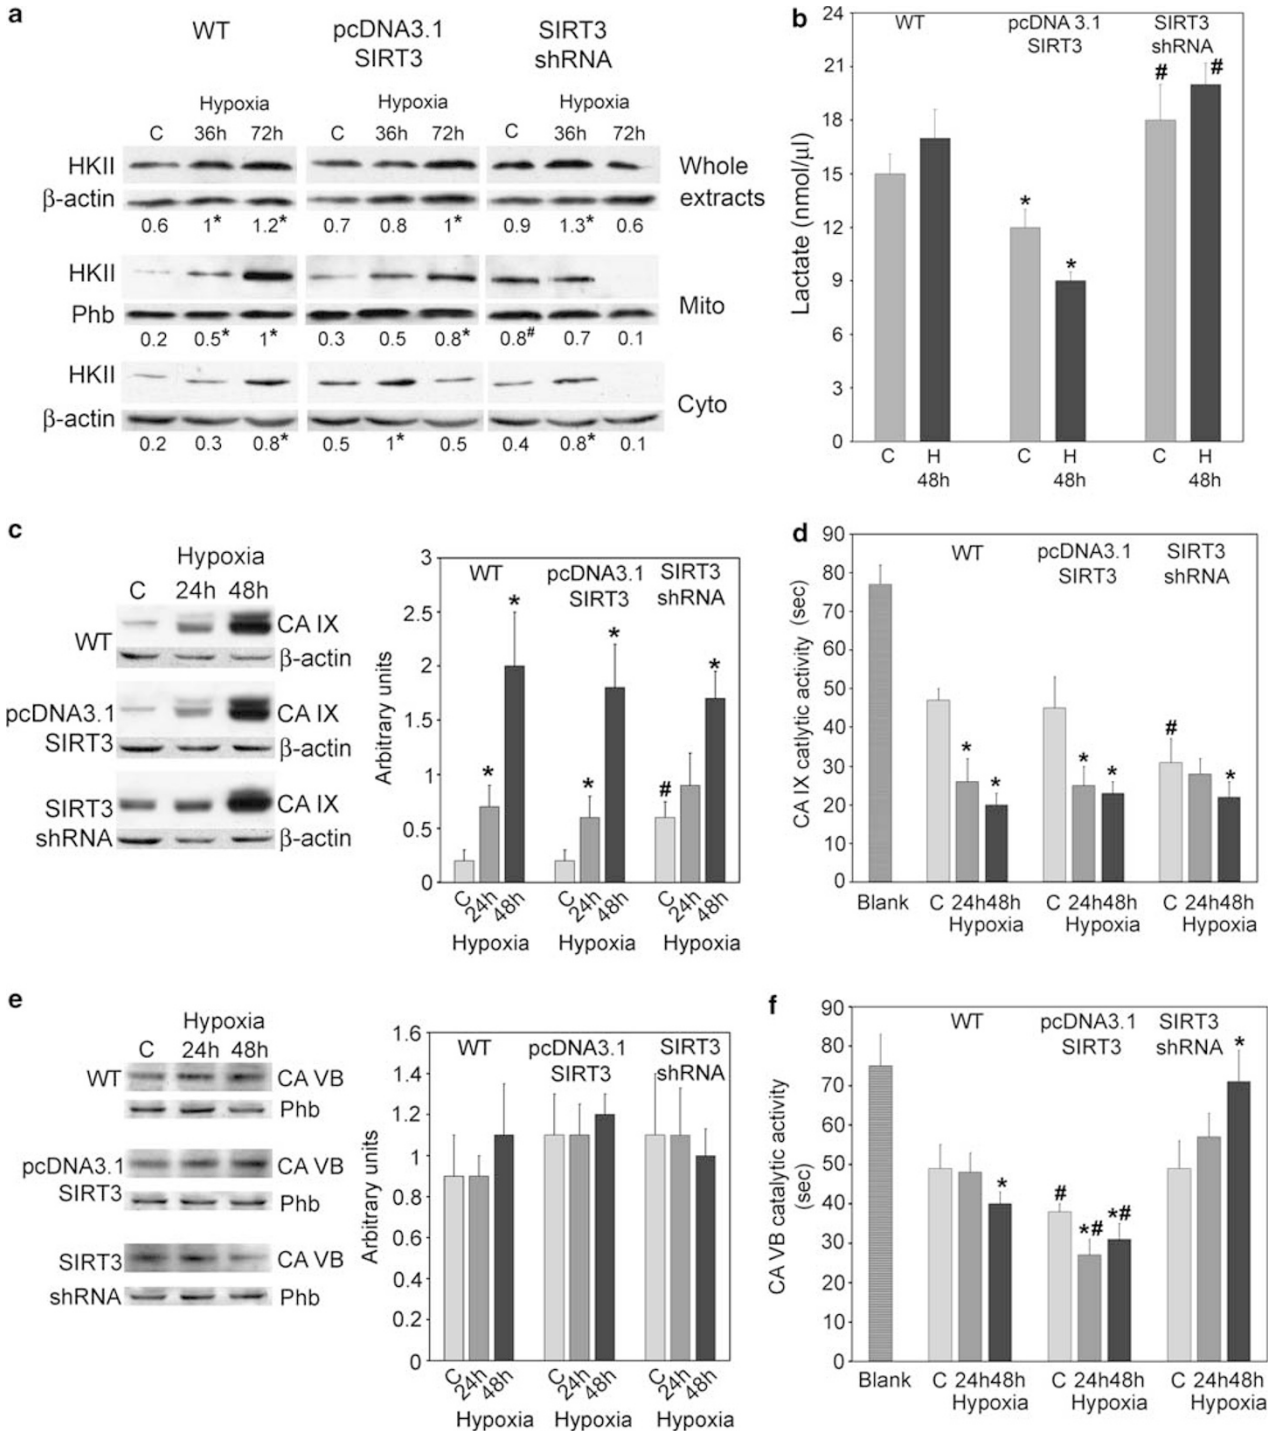 a
WT
pcDNA3.1
SIRT3
SIRT3
shRNA
Hypoxia
Hypoxia
Hypoxia
C 36h 72h C 36h 72h C 36h 72h
HKII
Whole
β-actin
extracts
0.6 1* 1.2* 0.7 0.8 1* 0.9 1.3* 0.6
HKII
Phb
Mito
0.2 0.5* 1* 0.3 0.5 0.8* 0.8# 0.7 0.1
HKII
Cyto
β-actin
0.2 0.3 0.8* 0.5 1* 0.5 0.4 0.8* 0.1
b
24
21
18
15
12
9
6
3
0
Lactate (nmol/µl)
WT
pcDNA 3.1
SIRT3
SIRT3
shRNA
# #
* *
C H C H C H
48h 48h 48h
c
Hypoxia
C 24h 48h
WT
CA IX
β-actin
pcDNA3.1
SIRT3
CA IX
β-actin
SIRT3
shRNA
CA IX
β-actin
3
2.5
2
1.5
1
0.5
0
Arbitrary units
WT
pcDNA3.1
SIRT3
SIRT3
shRNA
* * * * # *
C 24h 48h C 24h 48h C 24h 48h
Hypoxia Hypoxia Hypoxia
d
90
80
70
60
50
40
30
20
10
0
CA IX catlytic activity (sec)
WT
pcDNA3.1
SIRT3
SIRT3
shRNA
* * * * # *
Blank C 24h48h C 24h48h C 24h48h
Hypoxia Hypoxia Hypoxia
e
Hypoxia
C 24h 48h
WT
CA VB
Phb
pcDNA3.1
SIRT3
CA VB
Phb
SIRT3
shRNA
CA VB
Phb
1.6
1.4
1.2
1
0.8
0.6
0.4
0.2
0
Arbitrary units
WT
pcDNA3.1
SIRT3
SIRT3
shRNA
C 24h 48h C 24h 48h C 24h 48h
Hypoxia Hypoxia Hypoxia
f
90
80
70
60
50
40
30
20
10
0
CA VB catalytic activity
(sec)
WT
pcDNA3.1
SIRT3
SIRT3
shRNA
* # *# *# *
Blank C 24h48h C 24h48h C 24h48h
Hypoxia Hypoxia Hypoxia